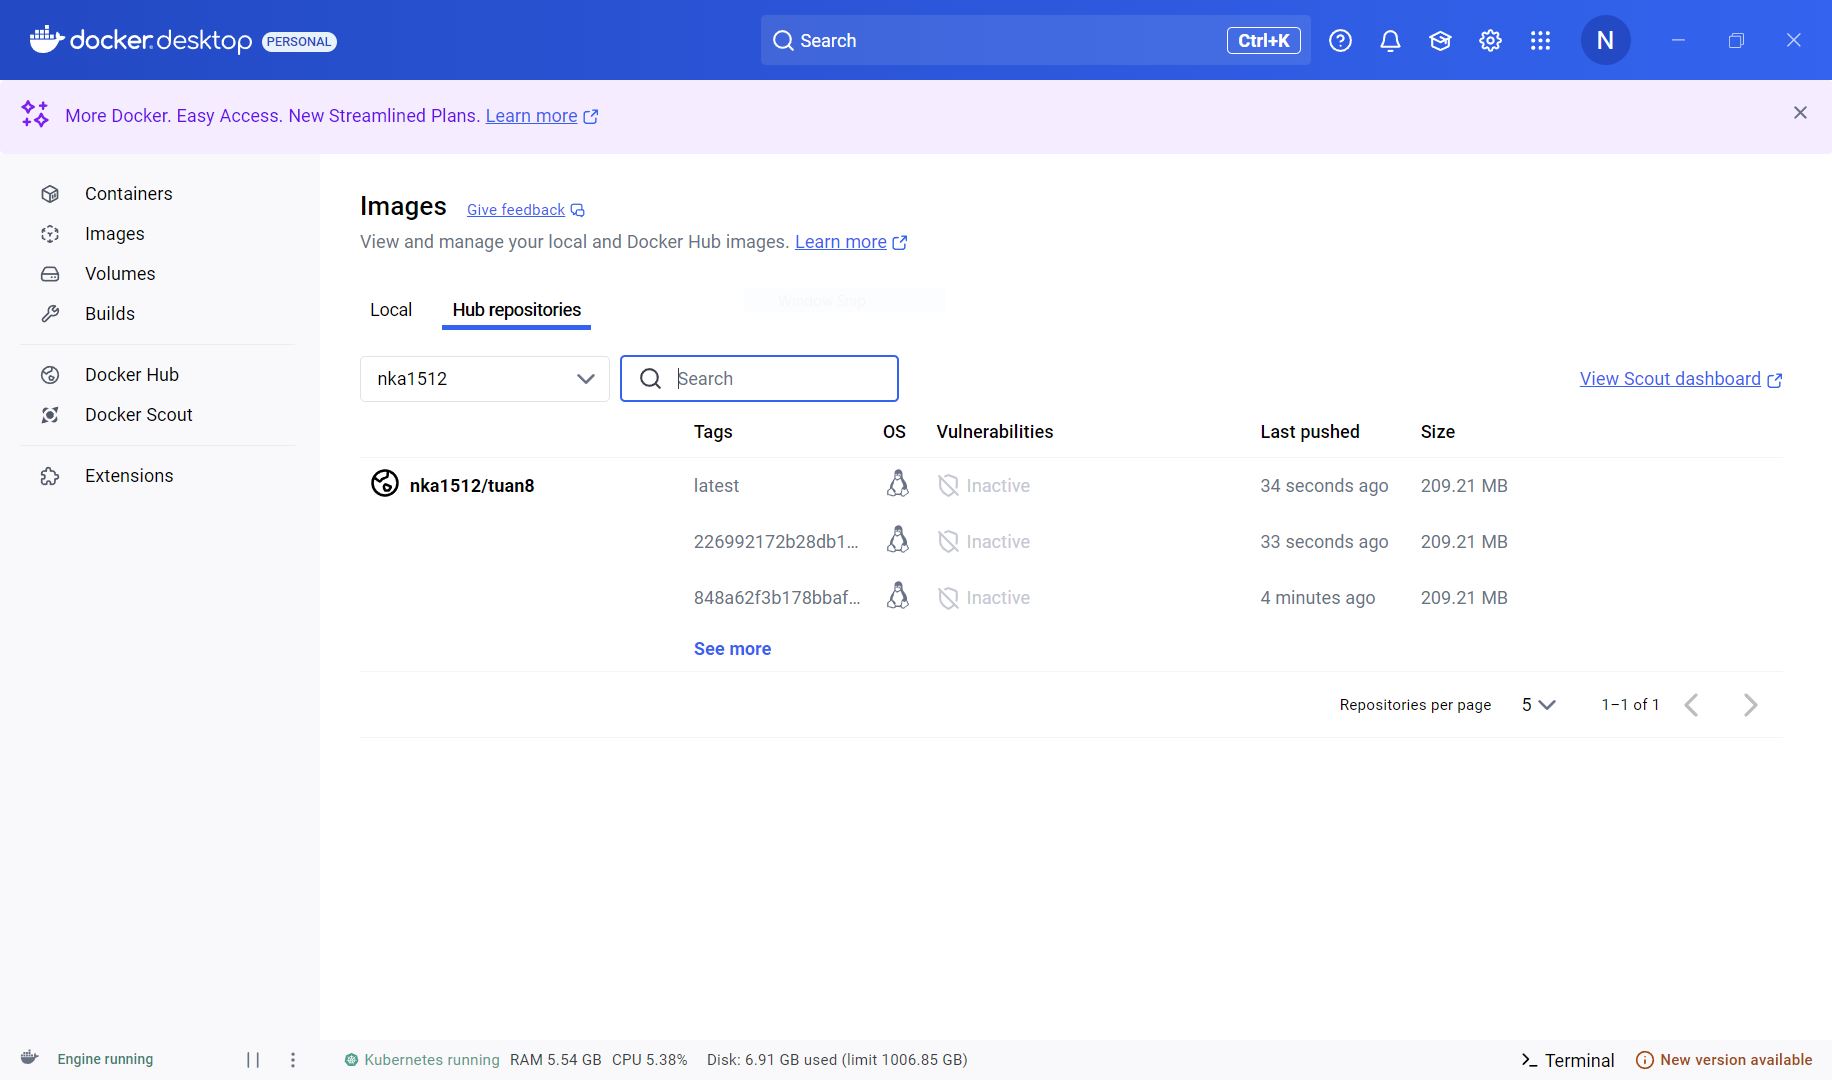 docker desktop PERSONAL
Search Ctrl+K N
More Docker. Easy Access. New Streamlined Plans. Learn more
Containers
Images
Volumes
Builds
Docker Hub
Docker Scout
Extensions
Images Give feedback
View and manage your local and Docker Hub images. Learn more
Window Snip
Local Hub repositories
nka1512 Search View Scout dashboard
Tags OS Vulnerabilities Last pushed Size
nka1512/tuan8 latest Inactive 34 seconds ago 209.21 MB
226992172b28db1... Inactive 33 seconds ago 209.21 MB
848a62f3b178bbaf... Inactive 4 minutes ago 209.21 MB
See more
Repositories per page 5 1–1 of 1
Engine running Kubernetes running RAM 5.54 GB CPU 5.38% Disk: 6.91 GB used (limit 1006.85 GB) Terminal New version available